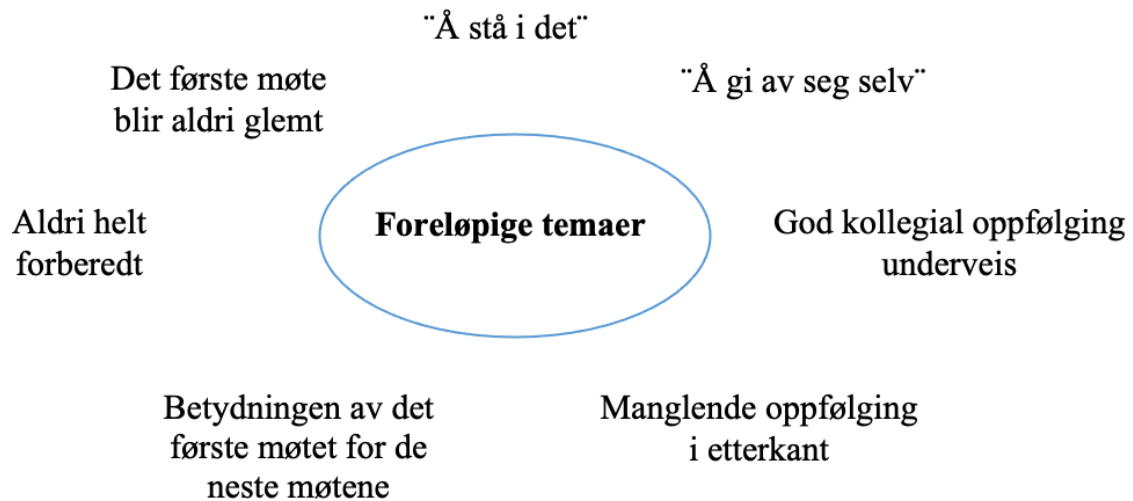 ¨Å stå i det¨
Det første møte
blir aldri glemt
¨Å gi av seg selv¨
Aldri helt
forberedt
Foreløpige temaer
God kollegial oppfølging
underveis
Betydningen av det
første møtet for de
neste møtene
Manglende oppfølging
i etterkant